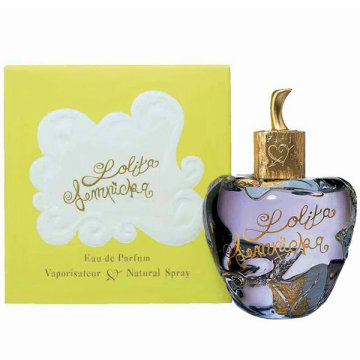 Lolita
Lempicka
Eau de Parfum
Vaporisateur Natural Spray
Lolita
Lempicka